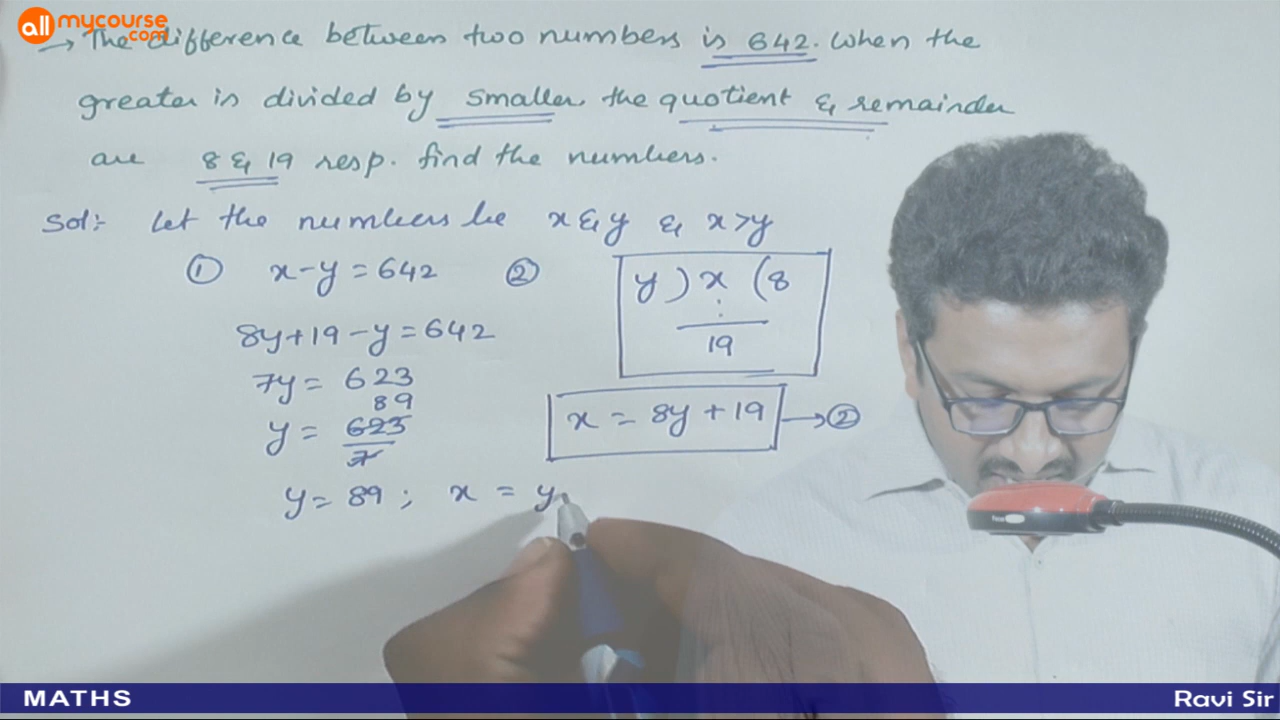 all mycourse.com
→ The difference between two numbers is 642. When the
greater is divided by smaller the quotient & remainder
are 8 & 19 resp. find the numbers.
Sol:- Let the numbers be x & y & x>y
① x-y = 642 ② y ) x ( 8
19
8y+19-y = 642
7y = 623
x = 8y + 19 → ②
89
y = 623
7
y = 89 ; x = y
MATHS
Ravi Sir